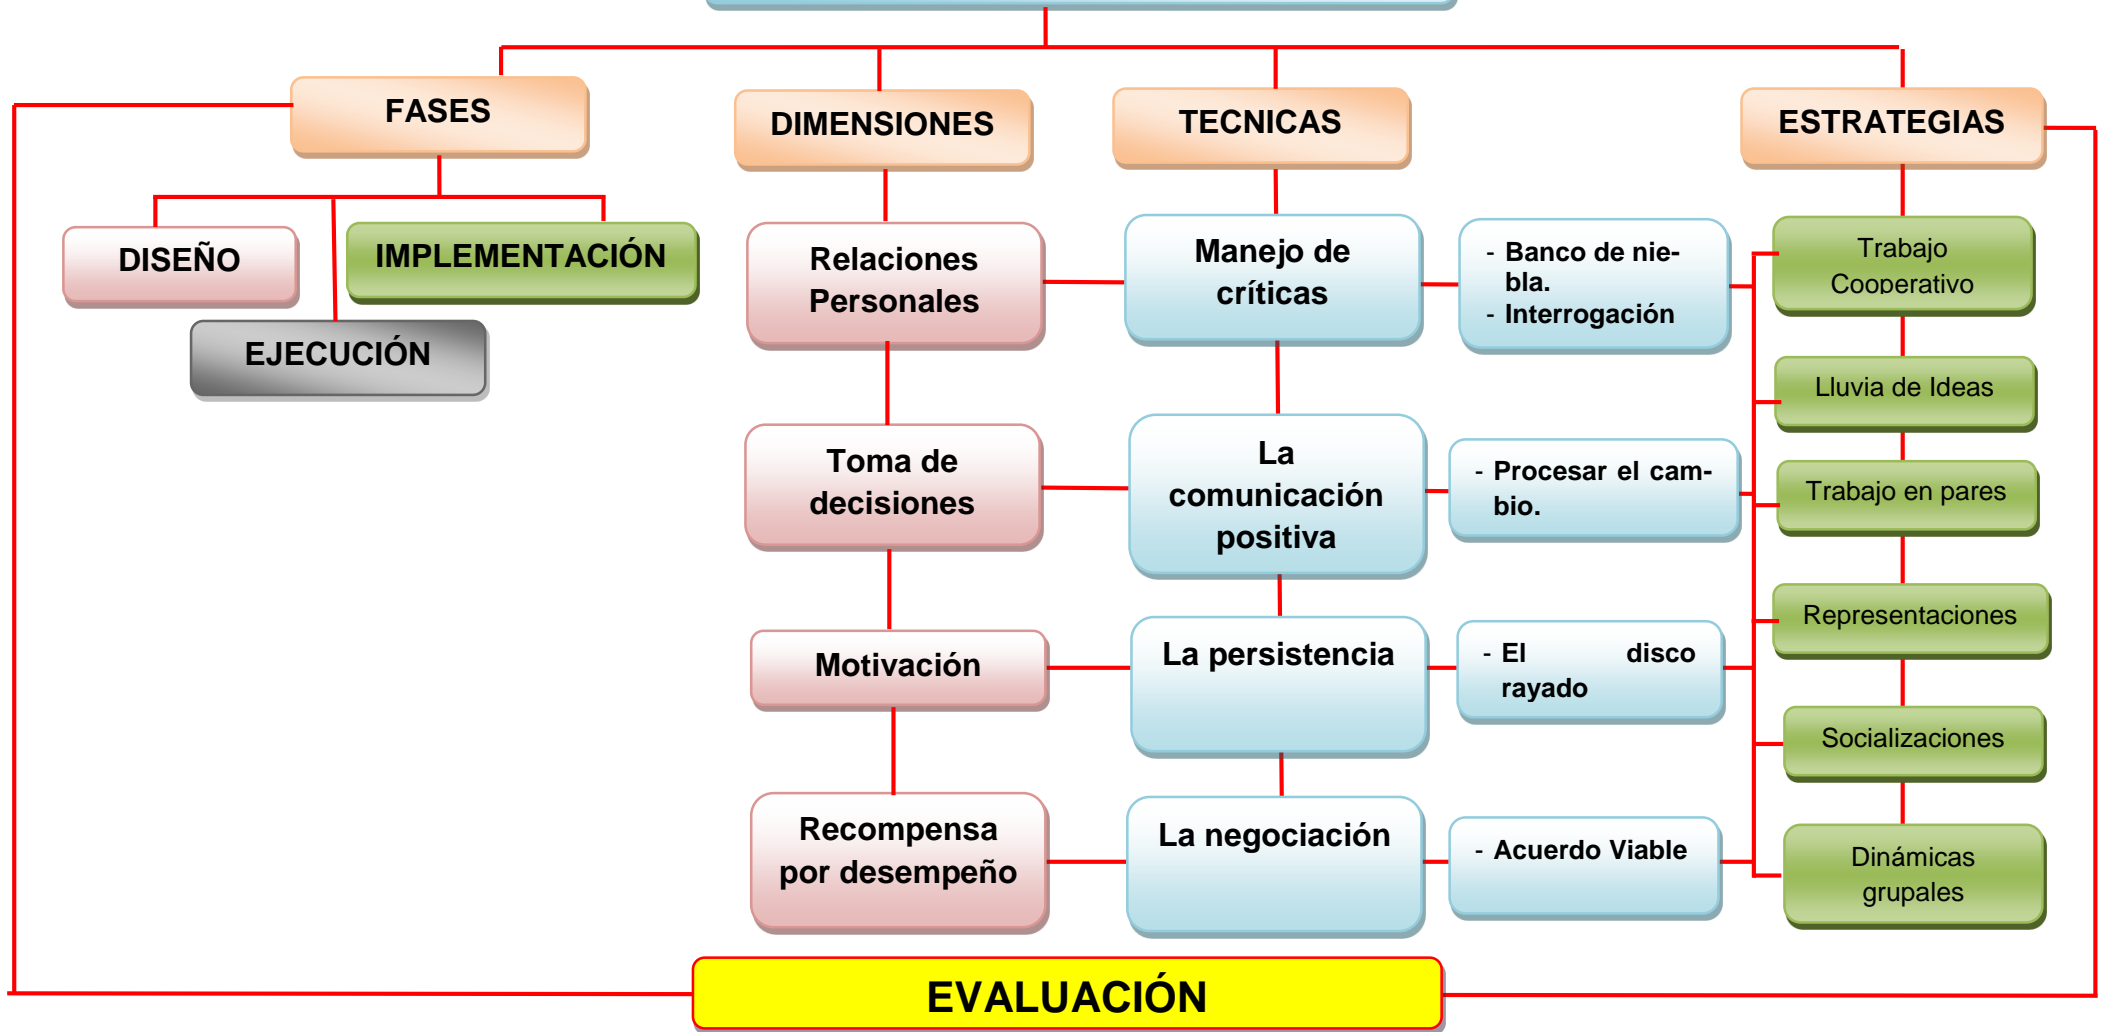 FASES
DIMENSIONES
TECNICAS
ESTRATEGIAS
DISEÑO
IMPLEMENTACIÓN
EJECUCIÓN
Relaciones
Personales
Manejo de
críticas
- Banco de nie-
bla.
- Interrogación
Trabajo
Cooperativo
Lluvia de Ideas
Toma de
decisiones
La
comunicación
positiva
- Procesar el cam-
bio.
Trabajo en pares
Representaciones
Motivación
La persistencia
- El disco
rayado
Socializaciones
Recompensa
por desempeño
La negociación
- Acuerdo Viable
Dinámicas
grupales
EVALUACIÓN